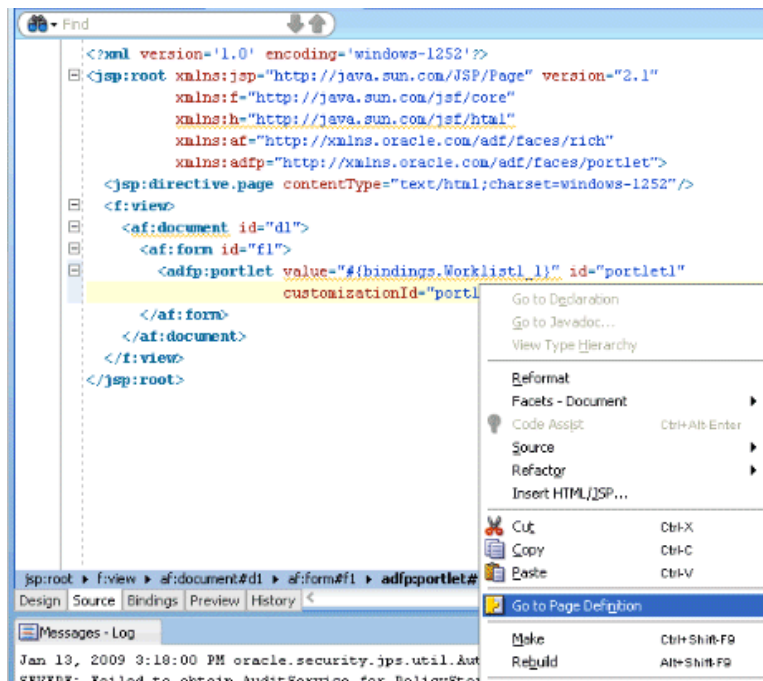 Find
<?xml version='1.0' encoding='windows-1252'?>
<jsp:root xmlns:jsp="http://java.sun.com/JSP/Page" version="2.1"
xmlns:f="http://java.sun.com/jsf/core"
xmlns:h="http://java.sun.com/jsf/html"
xmlns:af="http://xmlns.oracle.com/adf/faces/rich"
xmlns:adfp="http://xmlns.oracle.com/adf/faces/portlet">
<jsp:directive.page contentType="text/html;charset=windows-1252"/>
<f:view>
<af:document id="d1">
<af:form id="f1">
<adfp:portlet value="#{bindings.Worklist1_1}" id="portlet1"
customizationId="portl
</af:form>
</af:document>
</f:view>
</jsp:root>
Go to Declaration
Go to Javadoc...
View Type Hierarchy
Reformat
Facets - Document
Code Assist Ctrl+Alt-Enter
Source
Refactor
Insert HTML/JSP...
Cut Ctrl-X
Copy Ctrl-C
Paste Ctrl-V
Go to Page Definition
Make Ctrl+Shift-F9
Rebuild Alt+Shift-F9
jsp:root f:view af:document#d1 af:form#f1 adfp:portlet#
Design Source Bindings Preview History
Messages - Log
Jan 13, 2009 3:18:00 PM oracle.security.jps.util.Aut
SEVERE: Failed to obtain AuditService for PolicyStor